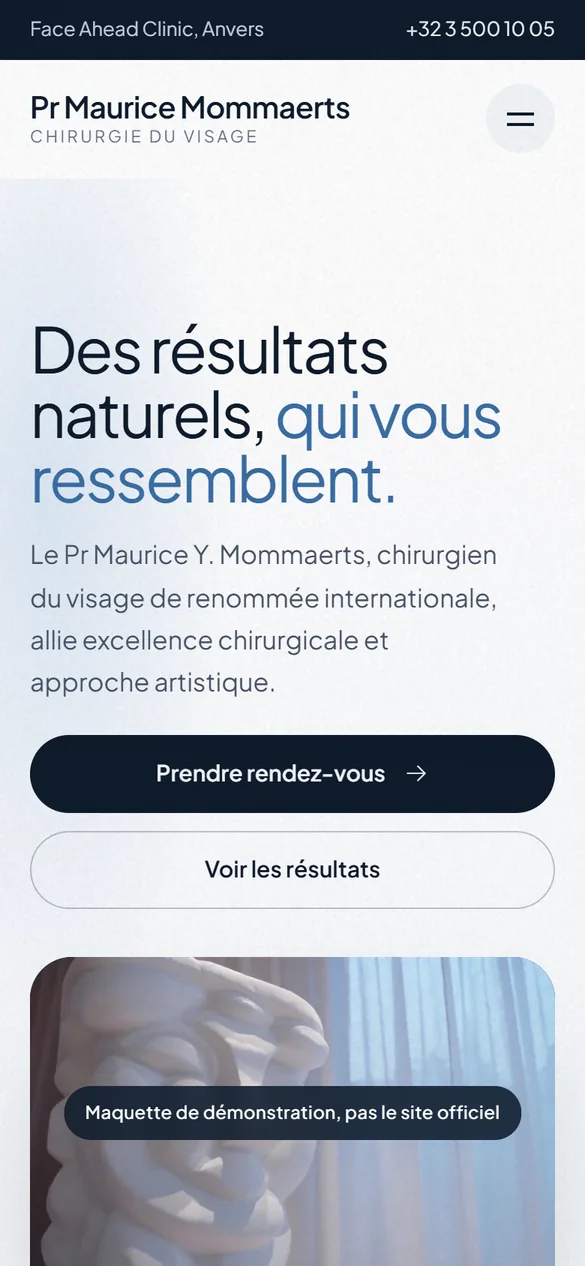 Face Ahead Clinic, Anvers
+32 3 500 10 05
Pr Maurice Mommaerts
CHIRURGIE DU VISAGE
Des résultats
naturels, qui vous
ressemblent.
Le Pr Maurice Y. Mommaerts, chirurgien
du visage de renommée internationale,
allie excellence chirurgicale et
approche artistique.
Prendre rendez-vous →
Voir les résultats
Maquette de démonstration, pas le site officiel